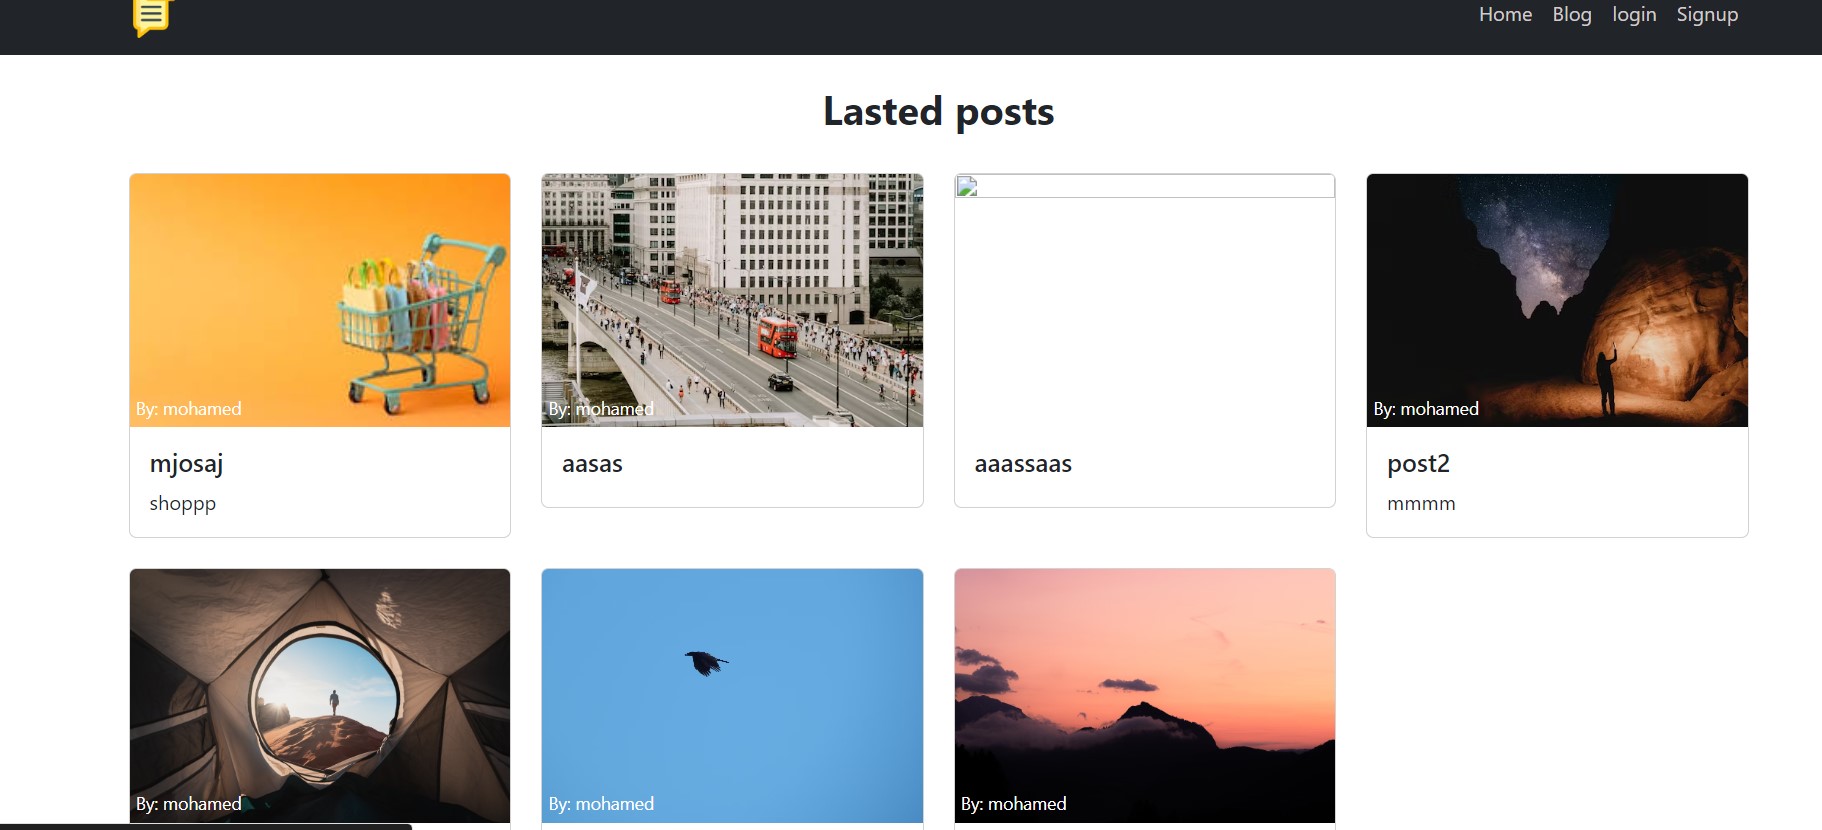 Home Blog login Signup
Lasted posts
By: mohamed
By: mohamed
By: mohamed
mjosaj
aasas
aaassaas
post2
shoppp
mmmm
By: mohamed
By: mohamed
By: mohamed